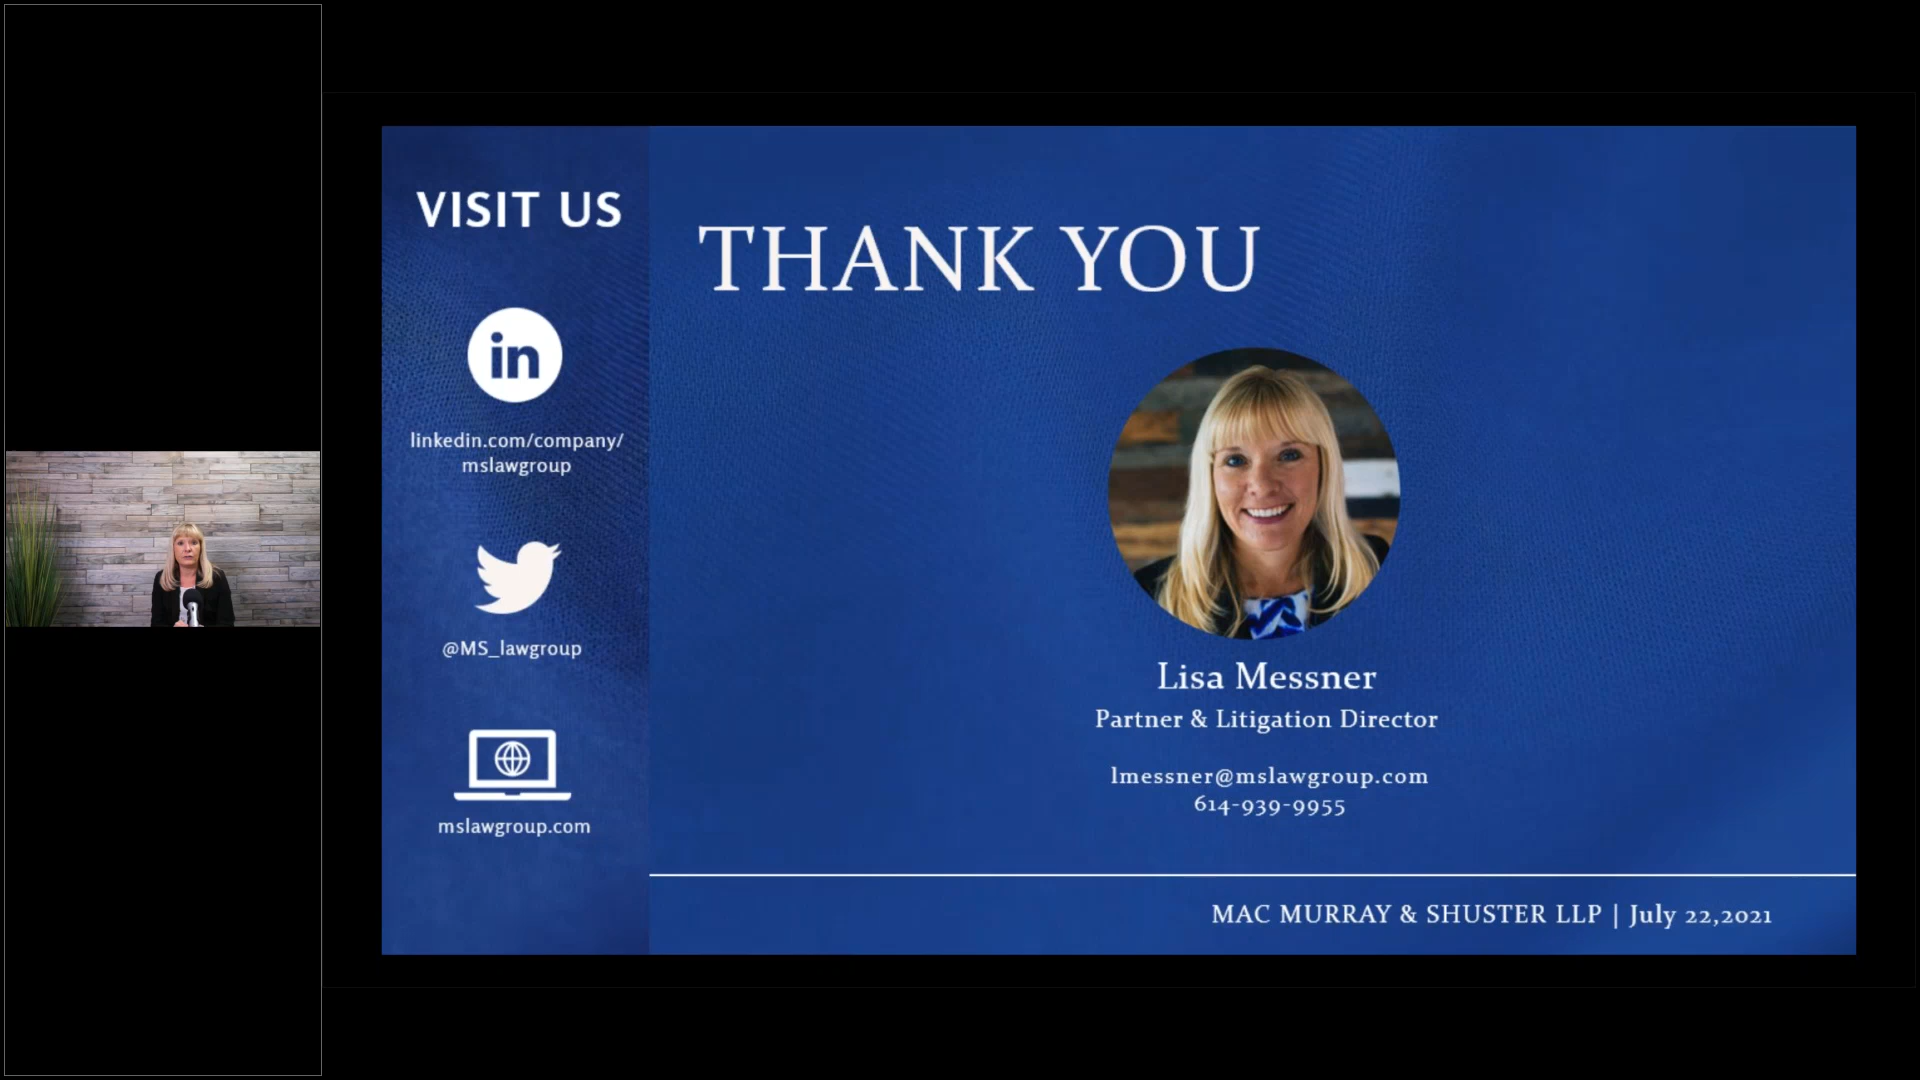 VISIT US
in
linkedin.com/company/
mslawgroup
@MS_lawgroup
mslawgroup.com
THANK YOU
Lisa Messner
Partner & Litigation Director
lmessner@mslawgroup.com
614-939-9955
MAC MURRAY & SHUSTER LLP | July 22,2021